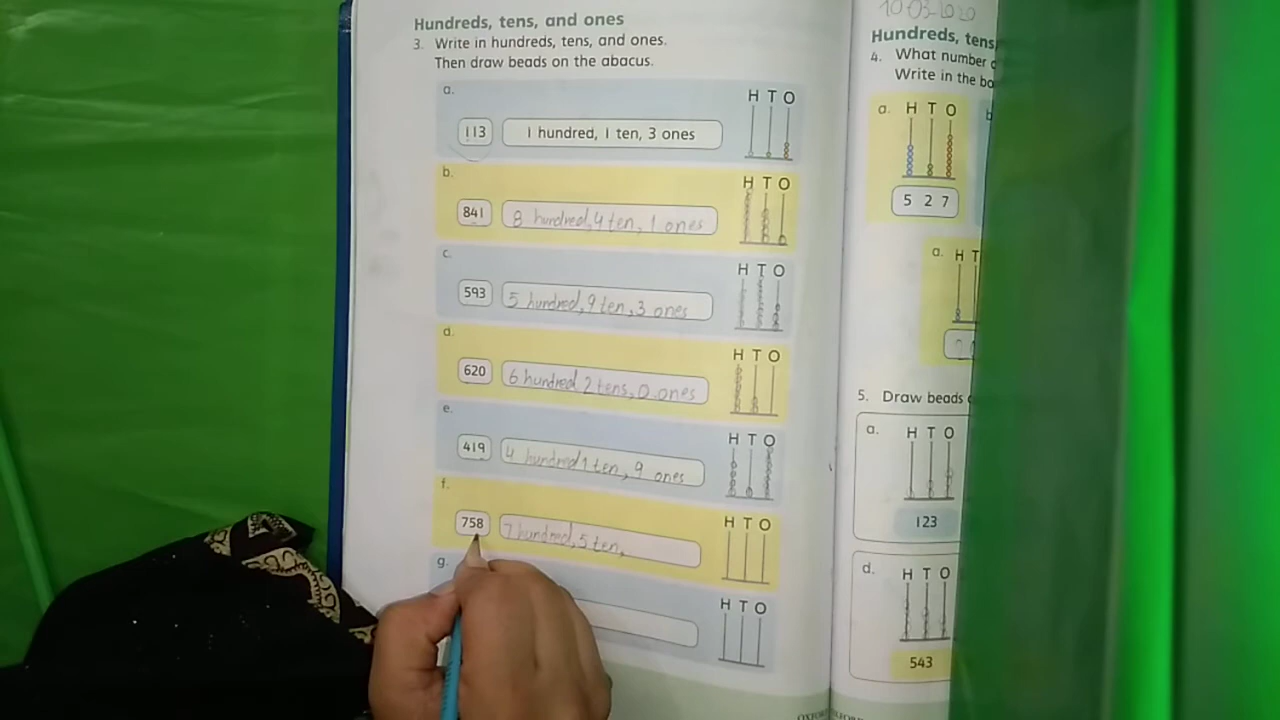 Hundreds, tens, and ones
3. Write in hundreds, tens, and ones.
Then draw beads on the abacus.
a.
H T O
113
1 hundred, 1 ten, 3 ones
b.
H T O
841
8 hundred, 4 ten, 1 ones
c.
H T O
593
5 hundred, 9 ten, 3 ones
d.
H T O
620
6 hundred 2 tens, 0 ones
e.
H T O
419
4 hundred 1 ten, 9 ones
f.
H T O
758
7 hundred, 5 ten,
g.
H T O
Hundreds, tens,
4. What number
Write in the
a. H T O
5 2 7
a. H T
5. Draw beads
a. H T O
123
d. H T O
543